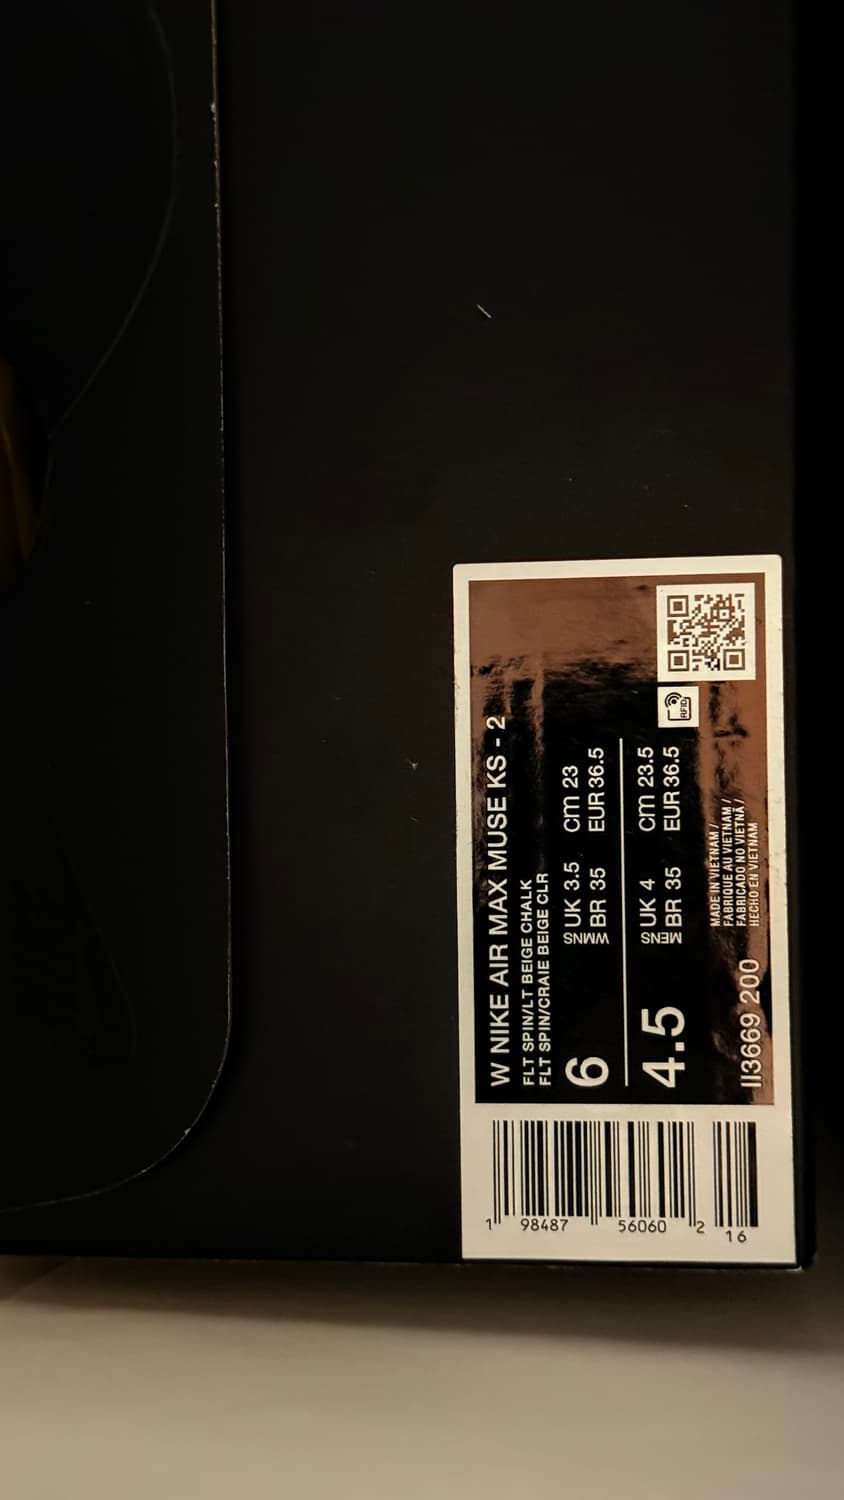 W NIKE AIR MAX MUSE KS - 2
FLT SPIN/LT BEIGE CHALK
FLT SPIN/CRAIE BEIGE CLR
6 WMNS UK 3.5 cm 23
BR 35 EUR 36.5
4.5 MENS UK 4 cm 23.5
BR 35 EUR 36.5
RFID
MADE IN VIETNAM /
FABRIQUE AU VIETNAM /
FABRICADO NO VIETNÃ /
HECHO EN VIETNAM
II3669 200
1 98487 56060 2 16